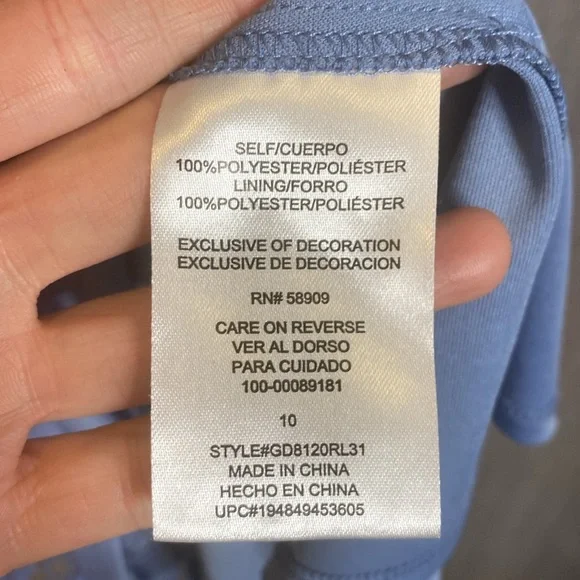 SELF/CUERPO
100%POLYESTER/POLIÉSTER
LINING/FORRO
100%POLYESTER/POLIÉSTER
EXCLUSIVE OF DECORATION
EXCLUSIVE DE DECORACION
RN# 58909
CARE ON REVERSE
VER AL DORSO
PARA CUIDADO
100-00089181
10
STYLE#GD8120RL31
MADE IN CHINA
HECHO EN CHINA
UPC#194849453605